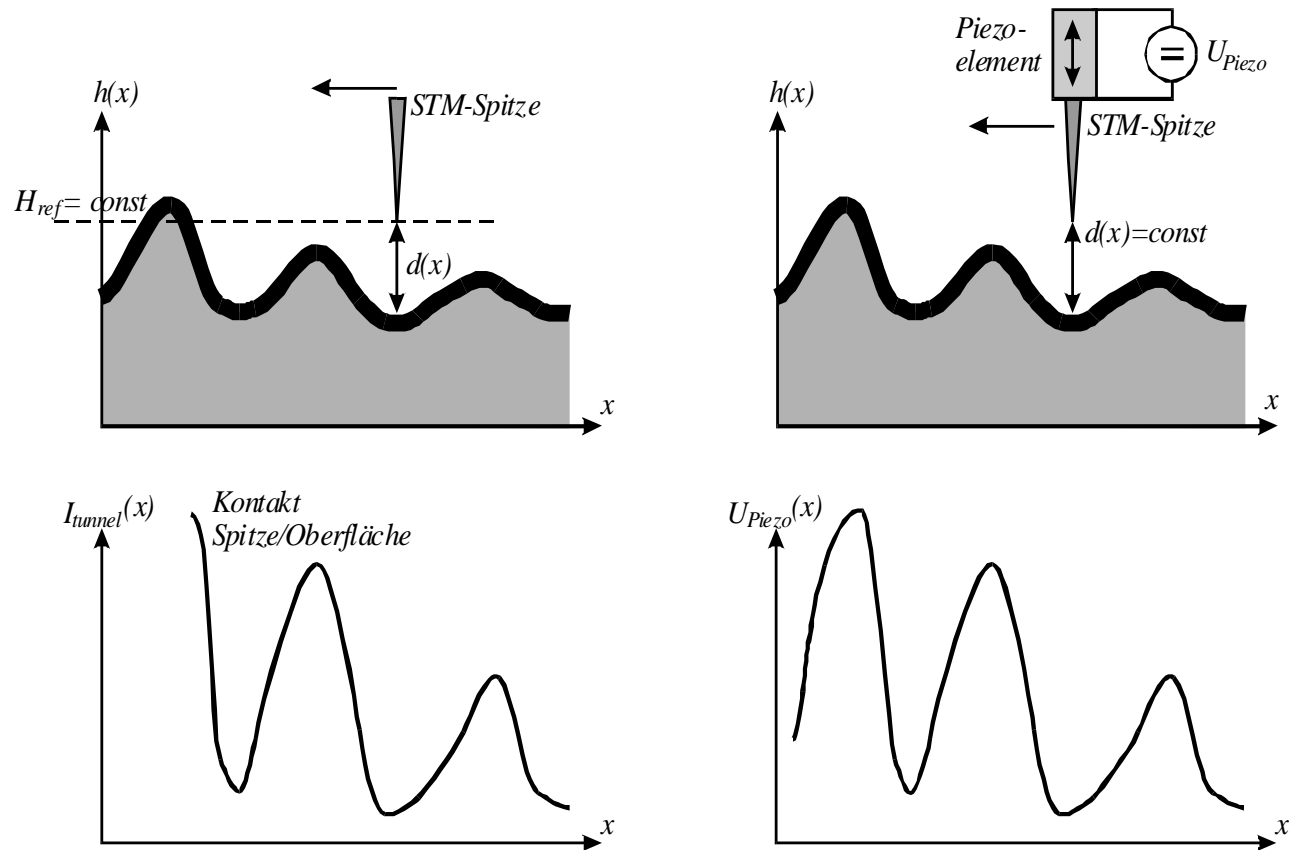 h(x)
STM-Spitze
H_ref = const
d(x)
x
Piezo-
element
=
U_Piezo
h(x)
STM-Spitze
d(x)=const
x
I_tunnel(x)
Kontakt
Spitze/Oberfläche
x
U_Piezo(x)
x